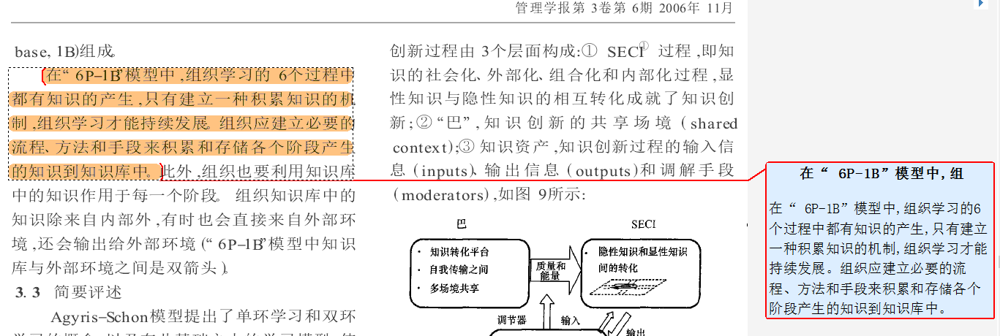 管理学报第 3卷第 6期 2006年 11月
base, 1B)组成。
在“ 6P-1B”模型中,组织学习的 6个过程中
都有知识的产生,只有建立一种积累知识的机
制,组织学习才能持续发展。组织应建立必要的
流程、方法和手段来积累和存储各个阶段产生
的知识到知识库中。此外,组织也要利用知识库
中的知识作用于每一个阶段。 组织知识库中的
知识除来自内部外,有时也会直接来自外部环
境,还会输出给外部环境(“ 6P-1B”模型中知识
库与外部环境之间是双箭头)。
3. 3 简要评述
Agyris-Schon模型提出了单环学习和双环
创新过程由 3个层面构成:① SECI① 过程,即知
识的社会化、外部化、组合化和内部化过程,显
性知识与隐性知识的相互转化成就了知识创
新;②“巴”,知识创新的共享场境 (shared
context);③ 知识资产,知识创新过程的输入信
息 (inputs)、输出信息 (outputs)和调解手段
(moderators),如图 9所示:
巴
SECI
· 知识转化平台
· 自我传输之间
· 多场境共享
质量和
能量
· 隐性知识和显性知识
间的转化
调节器
输入
输出
在“ 6P-1B”模型中,组
在“ 6P-1B”模型中,组织学习的6
个过程中都有知识的产生,只有建立
一种积累知识的机制,组织学习才能
持续发展。组织应建立必要的流
程、方法和手段来积累和存储各个
阶段产生的知识到知识库中。